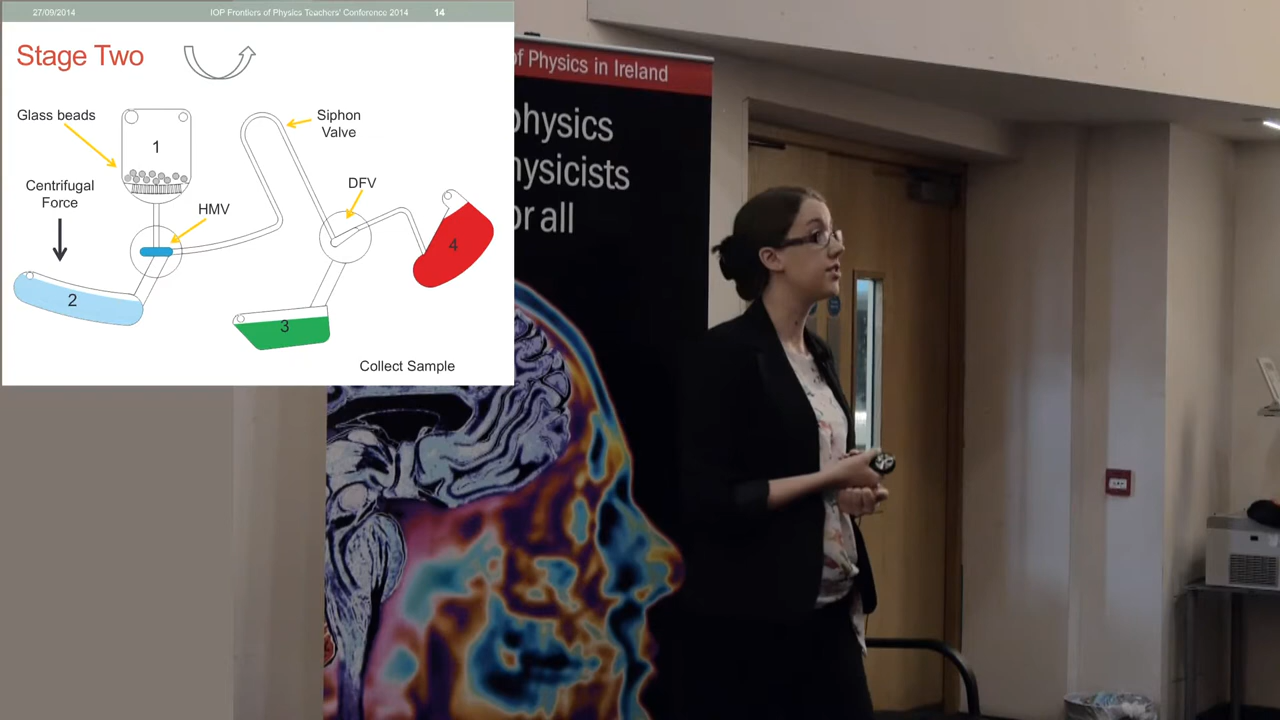 27/09/2014 IOP Frontiers of Physics Teachers' Conference 2014 14
Stage Two
Glass beads
1
Siphon
Valve
Centrifugal
Force
HMV
DFV
2
3
4
Collect Sample
of Physics in Ireland
physics
hysicists
or all